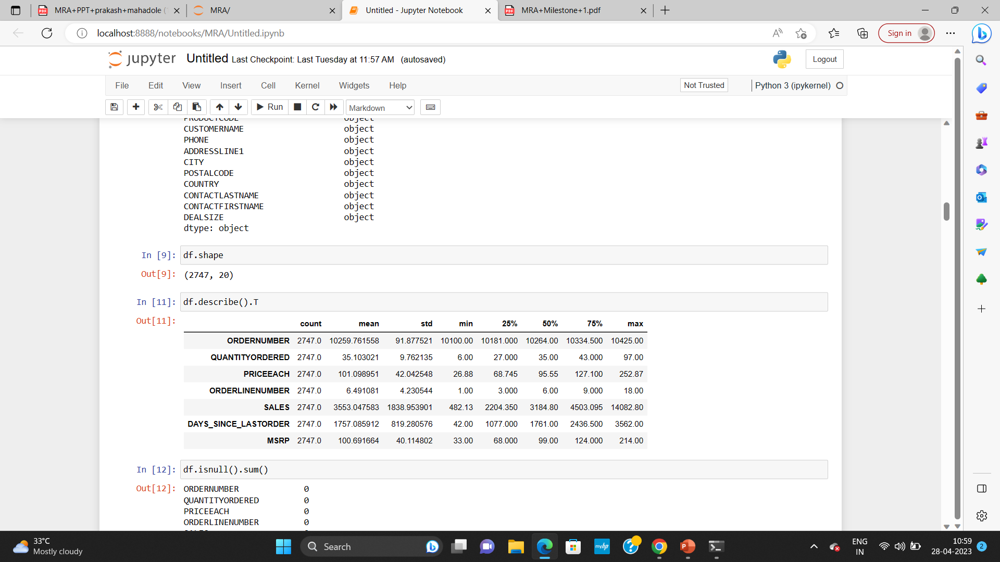 MRA+PPT+prakash+mahadole (
MRA/
Untitled - Jupyter Notebook
MRA+Milestone+1.pdf
localhost:8888/notebooks/MRA/Untitled.ipynb
Sign in
jupyter Untitled Last Checkpoint: Last Tuesday at 11:57 AM (autosaved)
Logout
File Edit View Insert Cell Kernel Widgets Help
Not Trusted
Python 3 (ipykernel)
Run
Markdown
PRODUCTCODE object
CUSTOMERNAME object
PHONE object
ADDRESSLINE1 object
CITY object
POSTALCODE object
COUNTRY object
CONTACTLASTNAME object
CONTACTFIRSTNAME object
DEALSIZE object
dtype: object
In [9]: df.shape
Out[9]: (2747, 20)
In [11]: df.describe().T
Out[11]:
count mean std min 25% 50% 75% max
ORDERNUMBER 2747.0 10259.761558 91.877521 10100.00 10181.000 10264.00 10334.500 10425.00
QUANTITYORDERED 2747.0 35.103021 9.762135 6.00 27.000 35.00 43.000 97.00
PRICEEACH 2747.0 101.098951 42.042548 26.88 68.745 95.55 127.100 252.87
ORDERLINENUMBER 2747.0 6.491081 4.230544 1.00 3.000 6.00 9.000 18.00
SALES 2747.0 3553.047583 1838.953901 482.13 2204.350 3184.80 4503.095 14082.80
DAYS_SINCE_LASTORDER 2747.0 1757.085912 819.280576 42.00 1077.000 1761.00 2436.500 3562.00
MSRP 2747.0 100.691664 40.114802 33.00 68.000 99.00 124.000 214.00
In [12]: df.isnull().sum()
Out[12]: ORDERNUMBER 0
QUANTITYORDERED 0
PRICEEACH 0
ORDERLINENUMBER 0
33°C
Mostly cloudy
Search
myhp
ENG
IN
10:59
28-04-2023
2